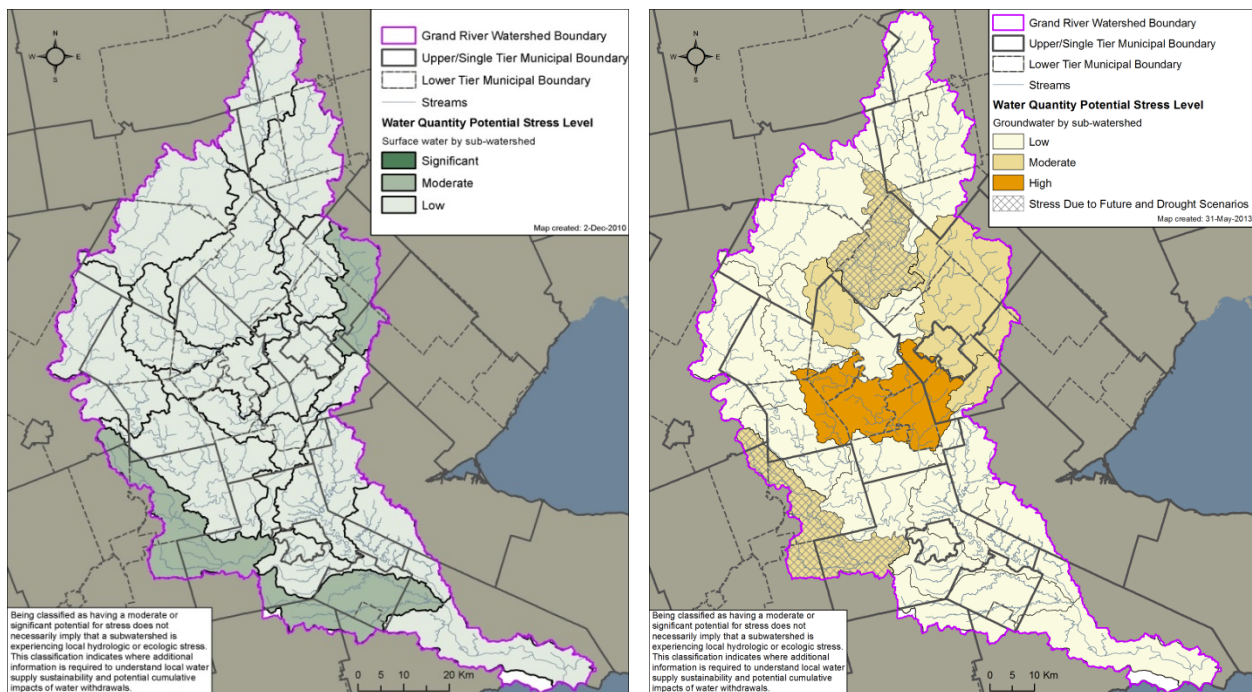 N
W E
S
Grand River Watershed Boundary
Upper/Single Tier Municipal Boundary
Lower Tier Municipal Boundary
Streams
Water Quantity Potential Stress Level
Surface water by sub-watershed
Significant
Moderate
Low
Map created: 2-Dec-2010
Being classified as having a moderate or
significant potential for stress does not
necessarily imply that a subwatershed is
experiencing local hydrologic or ecologic stress.
This classification indicates where additional
information is required to understand local water
supply sustainability and potential cumulative
impacts of water withdrawals.
0 5 10 20 Km
N
W E
S
Grand River Watershed Boundary
Upper/Single Tier Municipal Boundary
Lower Tier Municipal Boundary
Streams
Water Quantity Potential Stress Level
Groundwater by sub-watershed
Low
Moderate
High
Stress Due to Future and Drought Scenarios
Map created: 31-May-2013
Being classified as having a moderate or
significant potential for stress does not
necessarily imply that a subwatershed is
experiencing local hydrologic or ecologic stress.
This classification indicates where additional
information is required to understand local water
supply sustainability and potential cumulative
impacts of water withdrawals.
0 5 10 20 Km